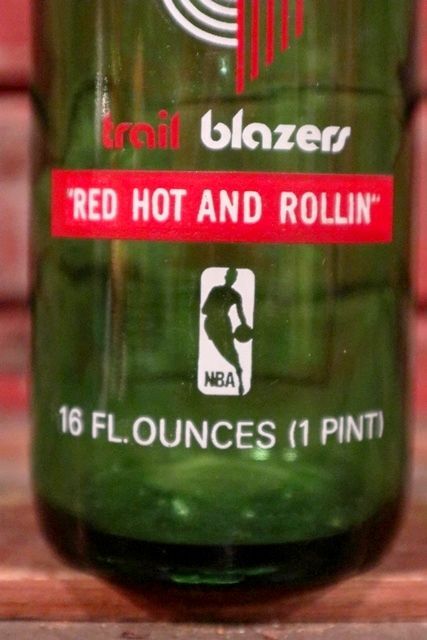 trail blazers
"RED HOT AND ROLLIN"
NBA
16 FL.OUNCES (1 PINT)